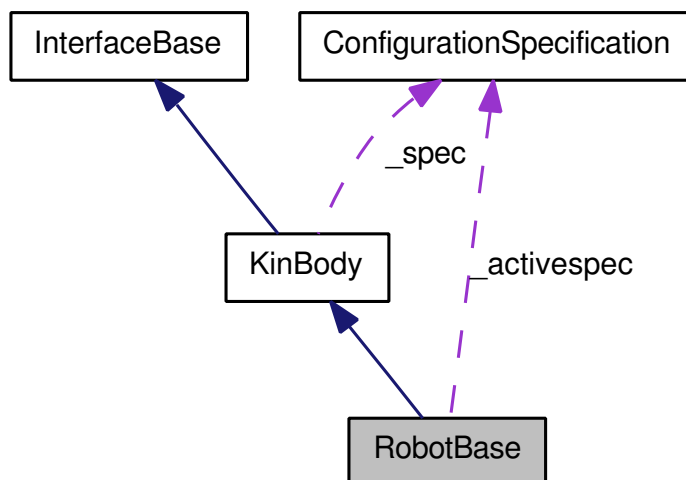 InterfaceBase
ConfigurationSpecification
_spec
KinBody
_activespec
RobotBase